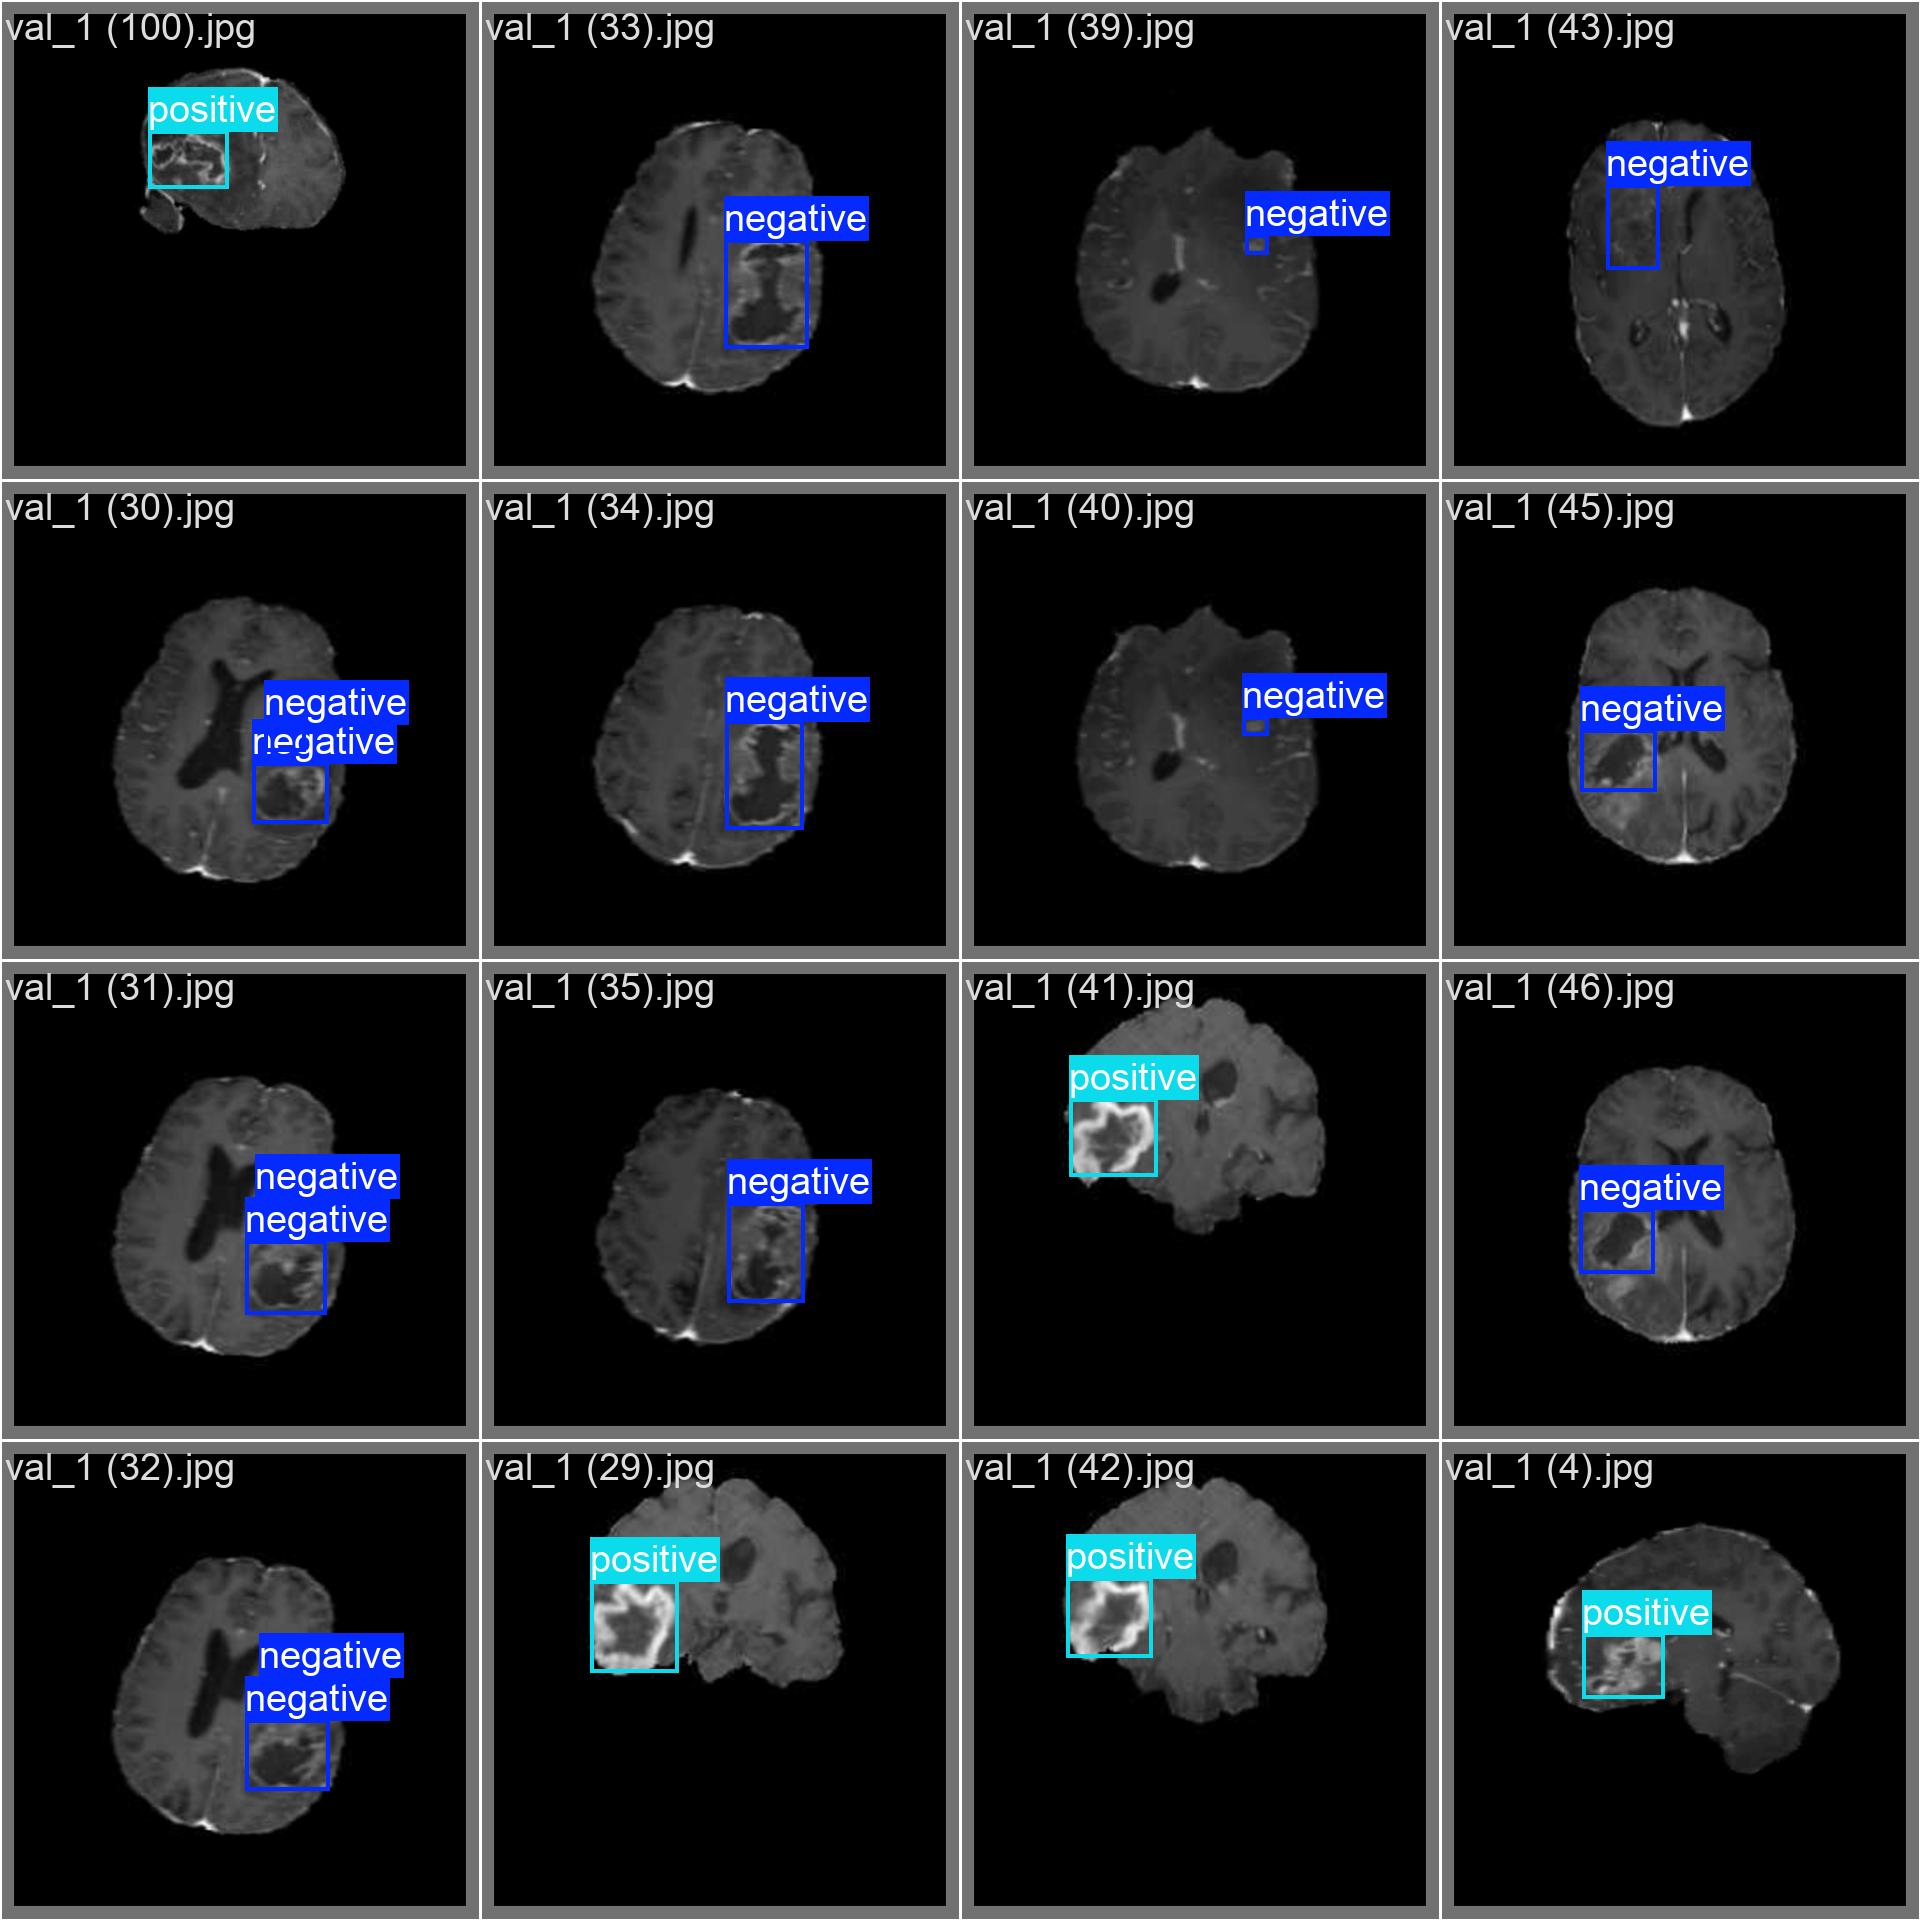 val_1 (100).jpg
positive
val_1 (33).jpg
negative
val_1 (39).jpg
negative
val_1 (43).jpg
negative
val_1 (30).jpg
negative
negative
val_1 (34).jpg
negative
val_1 (40).jpg
negative
val_1 (45).jpg
negative
val_1 (31).jpg
negative
negative
val_1 (35).jpg
negative
val_1 (41).jpg
positive
val_1 (46).jpg
negative
val_1 (32).jpg
negative
negative
val_1 (29).jpg
positive
val_1 (42).jpg
positive
val_1 (4).jpg
positive